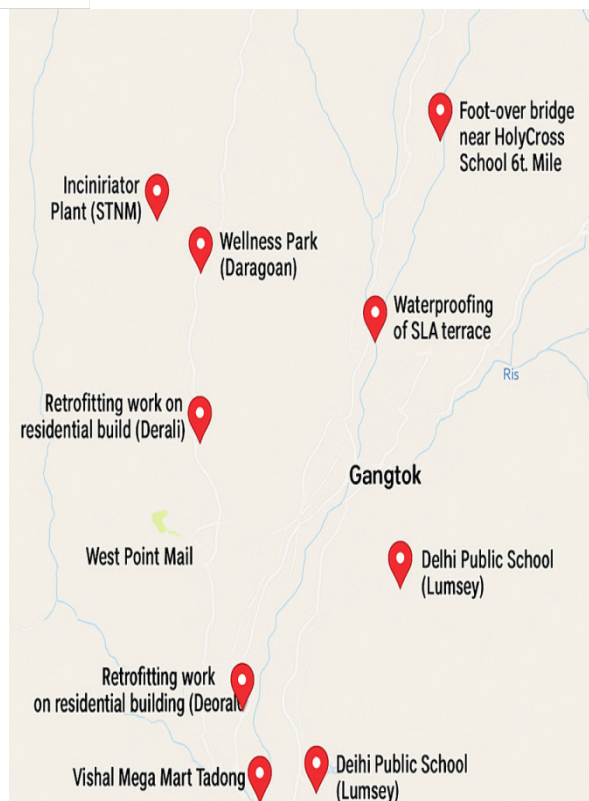 Foot-over bridge
near HolyCross
School 6t. Mile
Inciniriator
Plant (STNM)
Wellness Park
(Daragoan)
Waterproofing
of SLA terrace
Ris
Retrofitting work on
residential build (Derali)
Gangtok
West Point Mail
Delhi Public School
(Lumsey)
Retrofitting work
on residential building (Deorale
Vishal Mega Mart Tadong
Deihi Public School
(Lumsey)